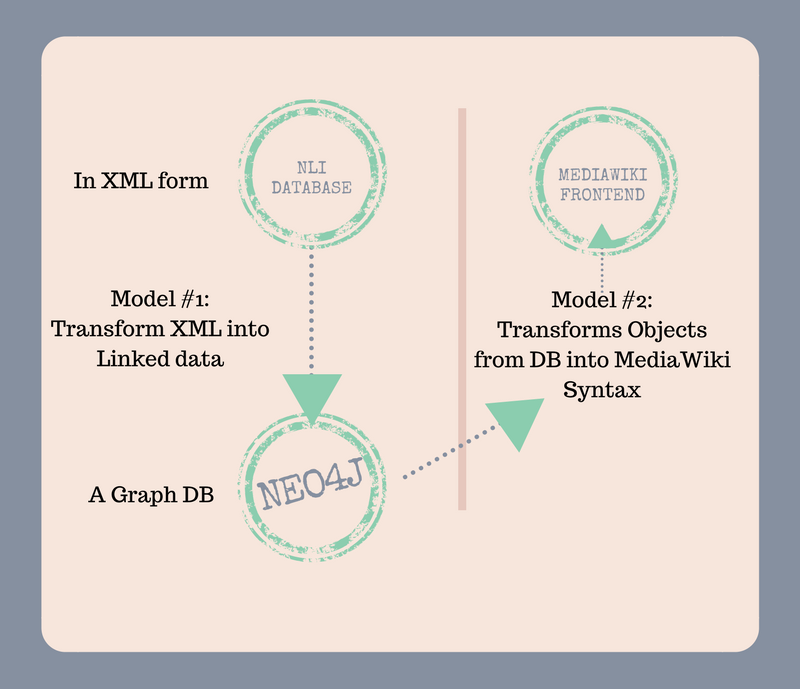 In XML form
NLI
DATABASE
Model #1:
Transform XML into
Linked data
A Graph DB
NEO4J
MEDIAWIKI
FRONTEND
Model #2:
Transforms Objects
from DB into MediaWiki
Syntax